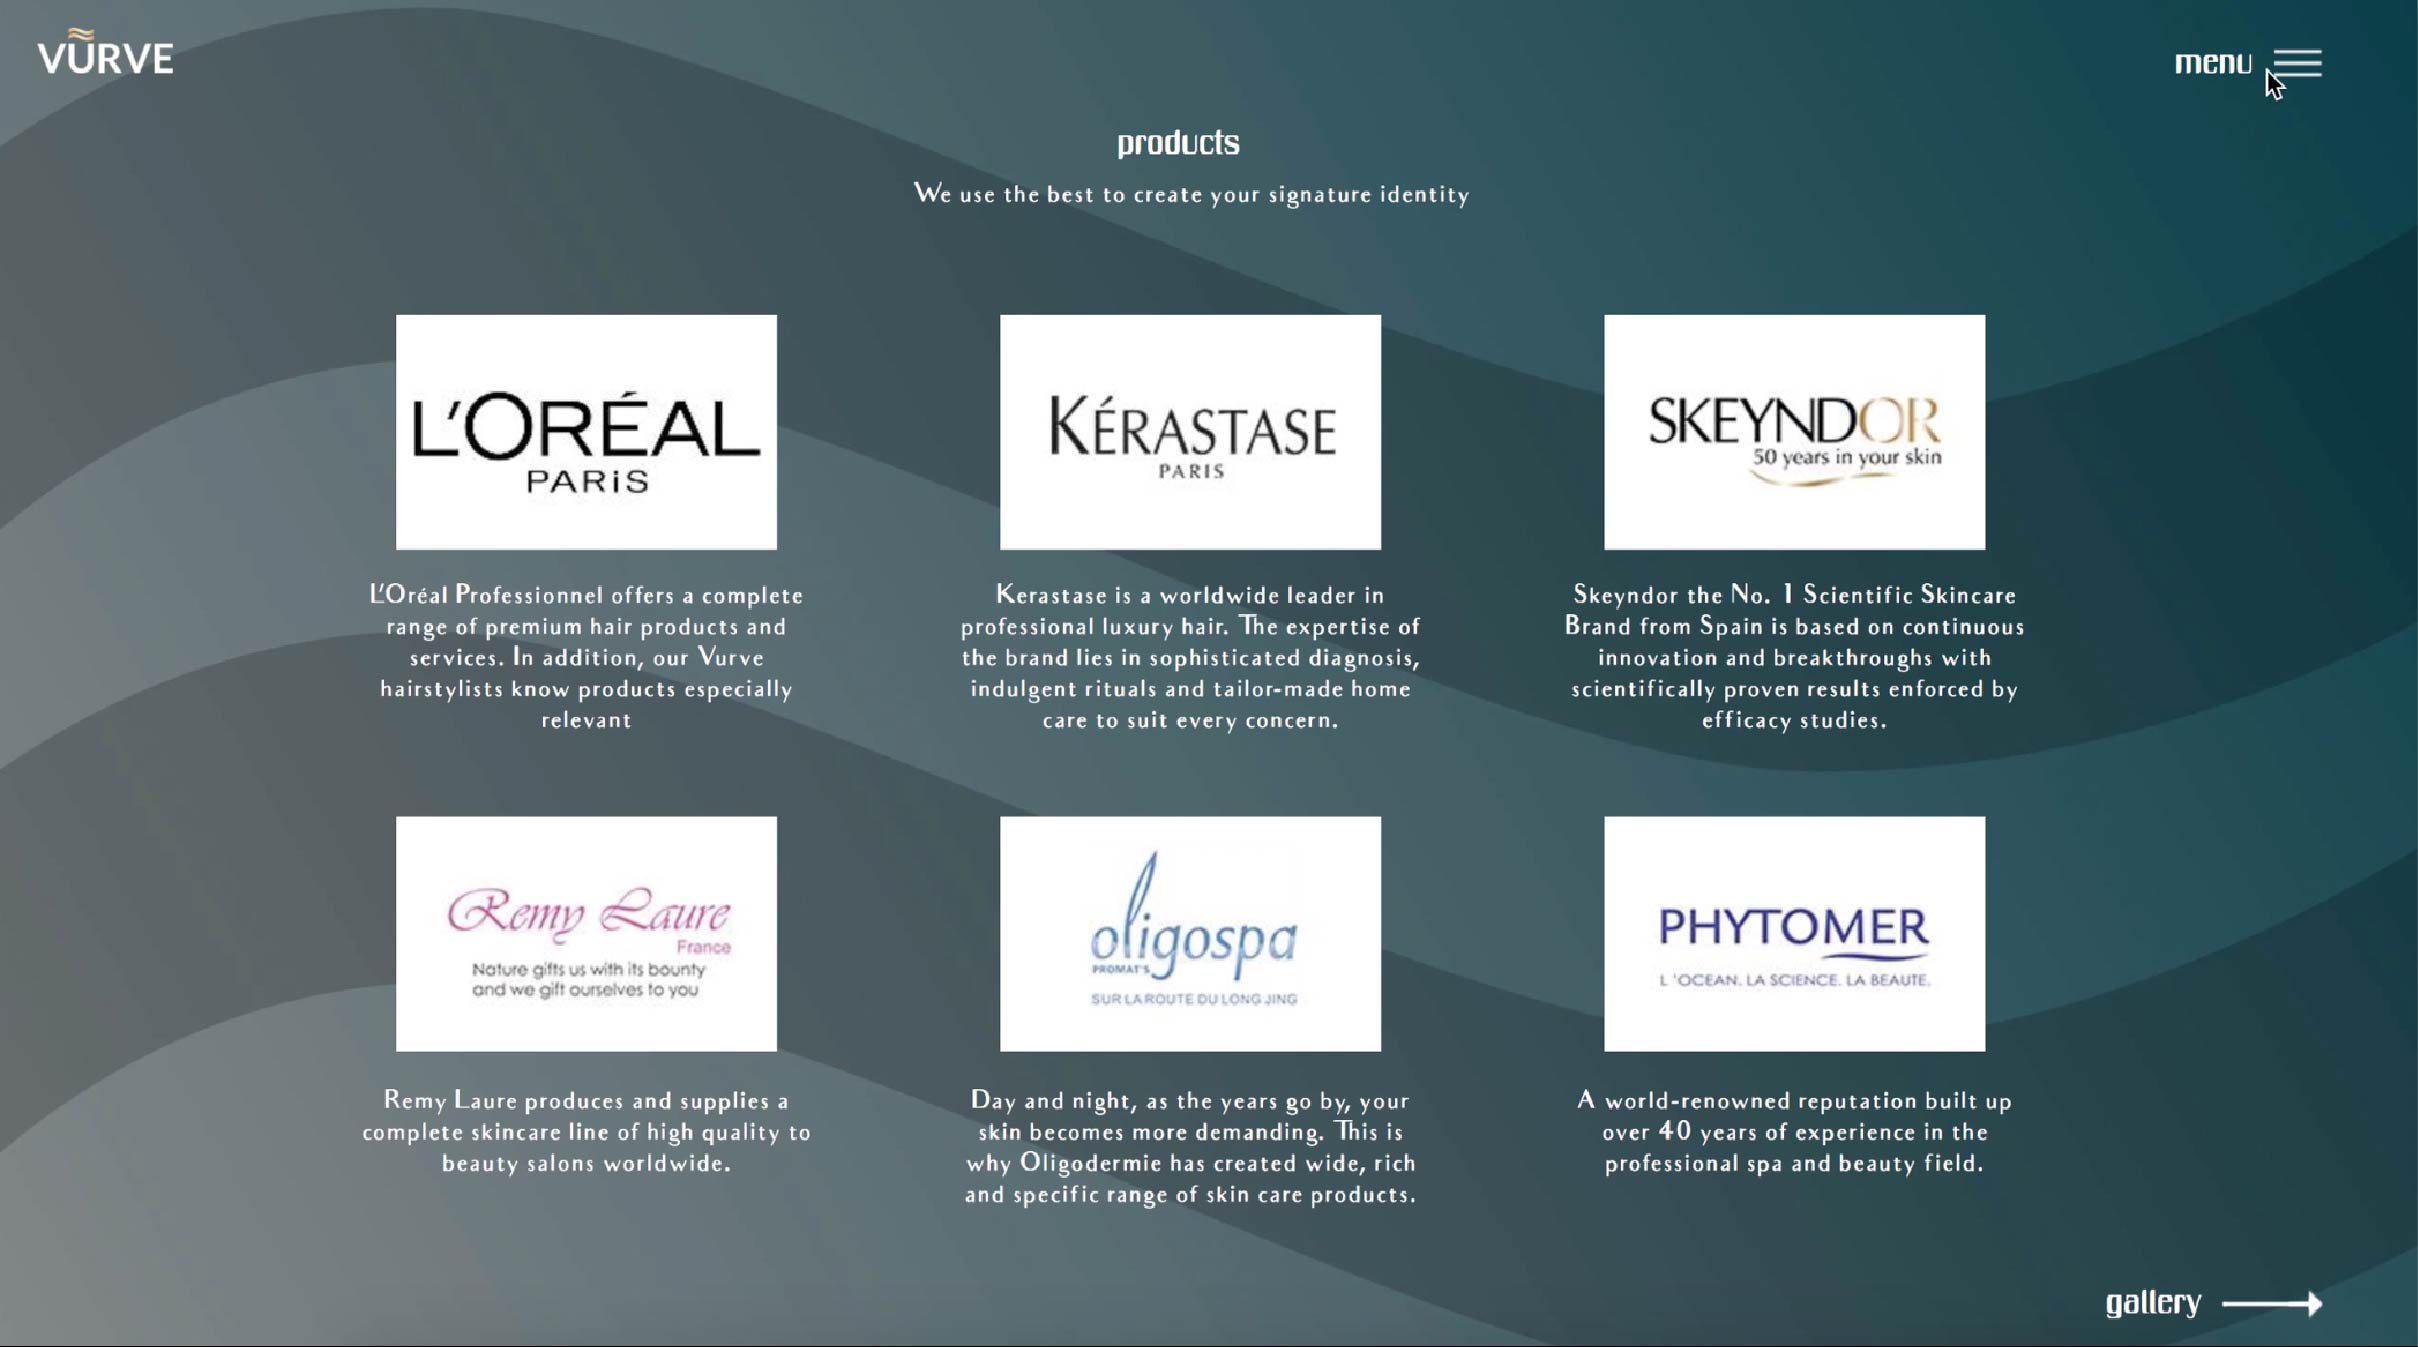 VURVE
menu
products
We use the best to create your signature identity
L'ORÉAL
PARiS
KÉRASTASE
PARIS
SKEYNDOR
50 years in your skin
L'Oréal Professionnel offers a complete
range of premium hair products and
services. In addition, our Vurve
hairstylists know products especially
relevant
Kerastase is a worldwide leader in
professional luxury hair. The expertise of
the brand lies in sophisticated diagnosis,
indulgent rituals and tailor-made home
care to suit every concern.
Skeyndor the No. 1 Scientific Skincare
Brand from Spain is based on continuous
innovation and breakthroughs with
scientifically proven results enforced by
efficacy studies.
Remy Laure
France
Nature gifts us with its bounty
and we gift ourselves to you
oligospa
PROMAT'S
SUR LA ROUTE DU LONG JING
PHYTOMER
L'OCEAN. LA SCIENCE. LA BEAUTE.
Remy Laure produces and supplies a
complete skincare line of high quality to
beauty salons worldwide.
Day and night, as the years go by, your
skin becomes more demanding. This is
why Oligodermie has created wide, rich
and specific range of skin care products.
A world-renowned reputation built up
over 40 years of experience in the
professional spa and beauty field.
gallery